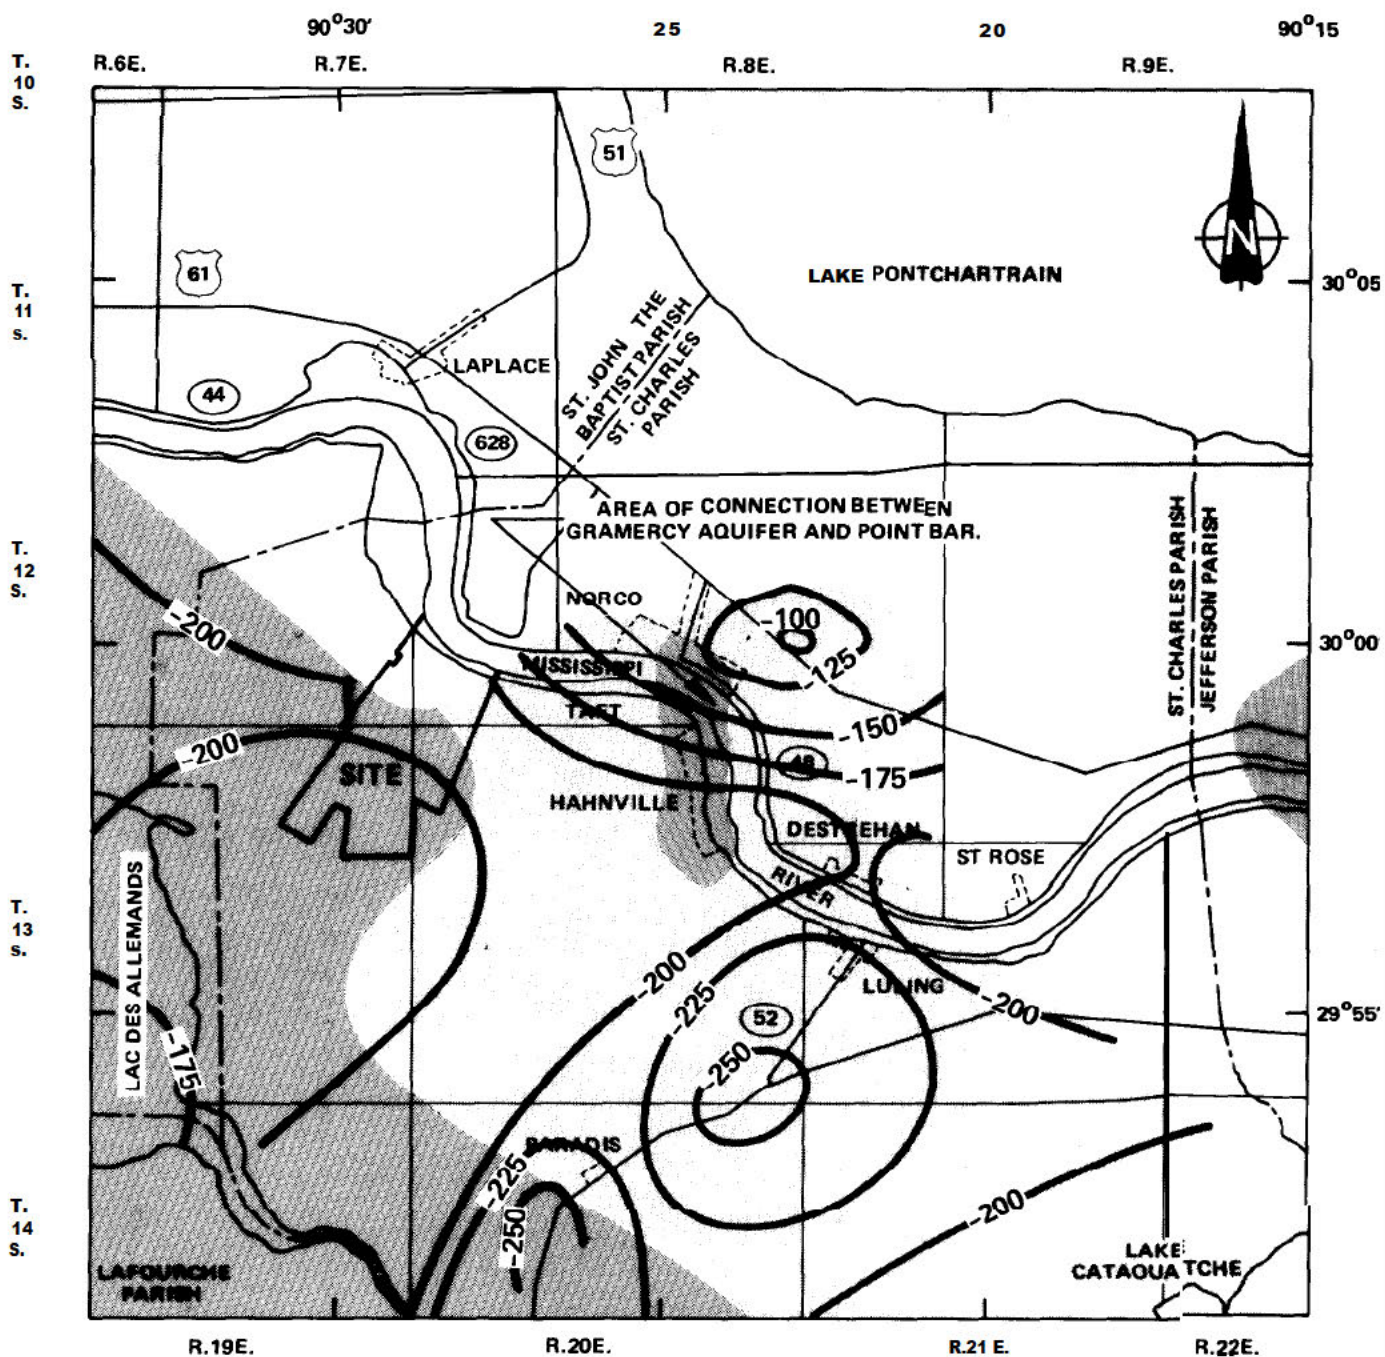 90°30'
25
20
90°15
T.
10
S.
R.6E.
R.7E.
R.8E.
R.9E.
51
N
61
LAKE PONTCHARTRAIN
30°05
T.
11
S.
ST. JOHN THE
BAPTIST PARISH
ST. CHARLES
PARISH
LAPLACE
44
628
AREA OF CONNECTION BETWEEN
GRAMERCY AQUIFER AND POINT BAR.
ST. CHARLES PARISH
JEFFERSON PARISH
T.
12
S.
NORCO
-200
-100
-125
30°00'
MISSISSIPPI
TAFT
-150
-200
48
-175
SITE
HAHNVILLE
DESTREHAN
ST ROSE
RIVER
LAC DES ALLEMANDS
T.
13
S.
-200
-225
LULING
52
-200
29°55'
-175
-250
PARADIS
-225
-200
-250
T.
14
S.
LAKE
CATAOUATCHE
LAFOURCHE
PARISH
R.19E.
R.20E.
R.21 E.
R.22E.